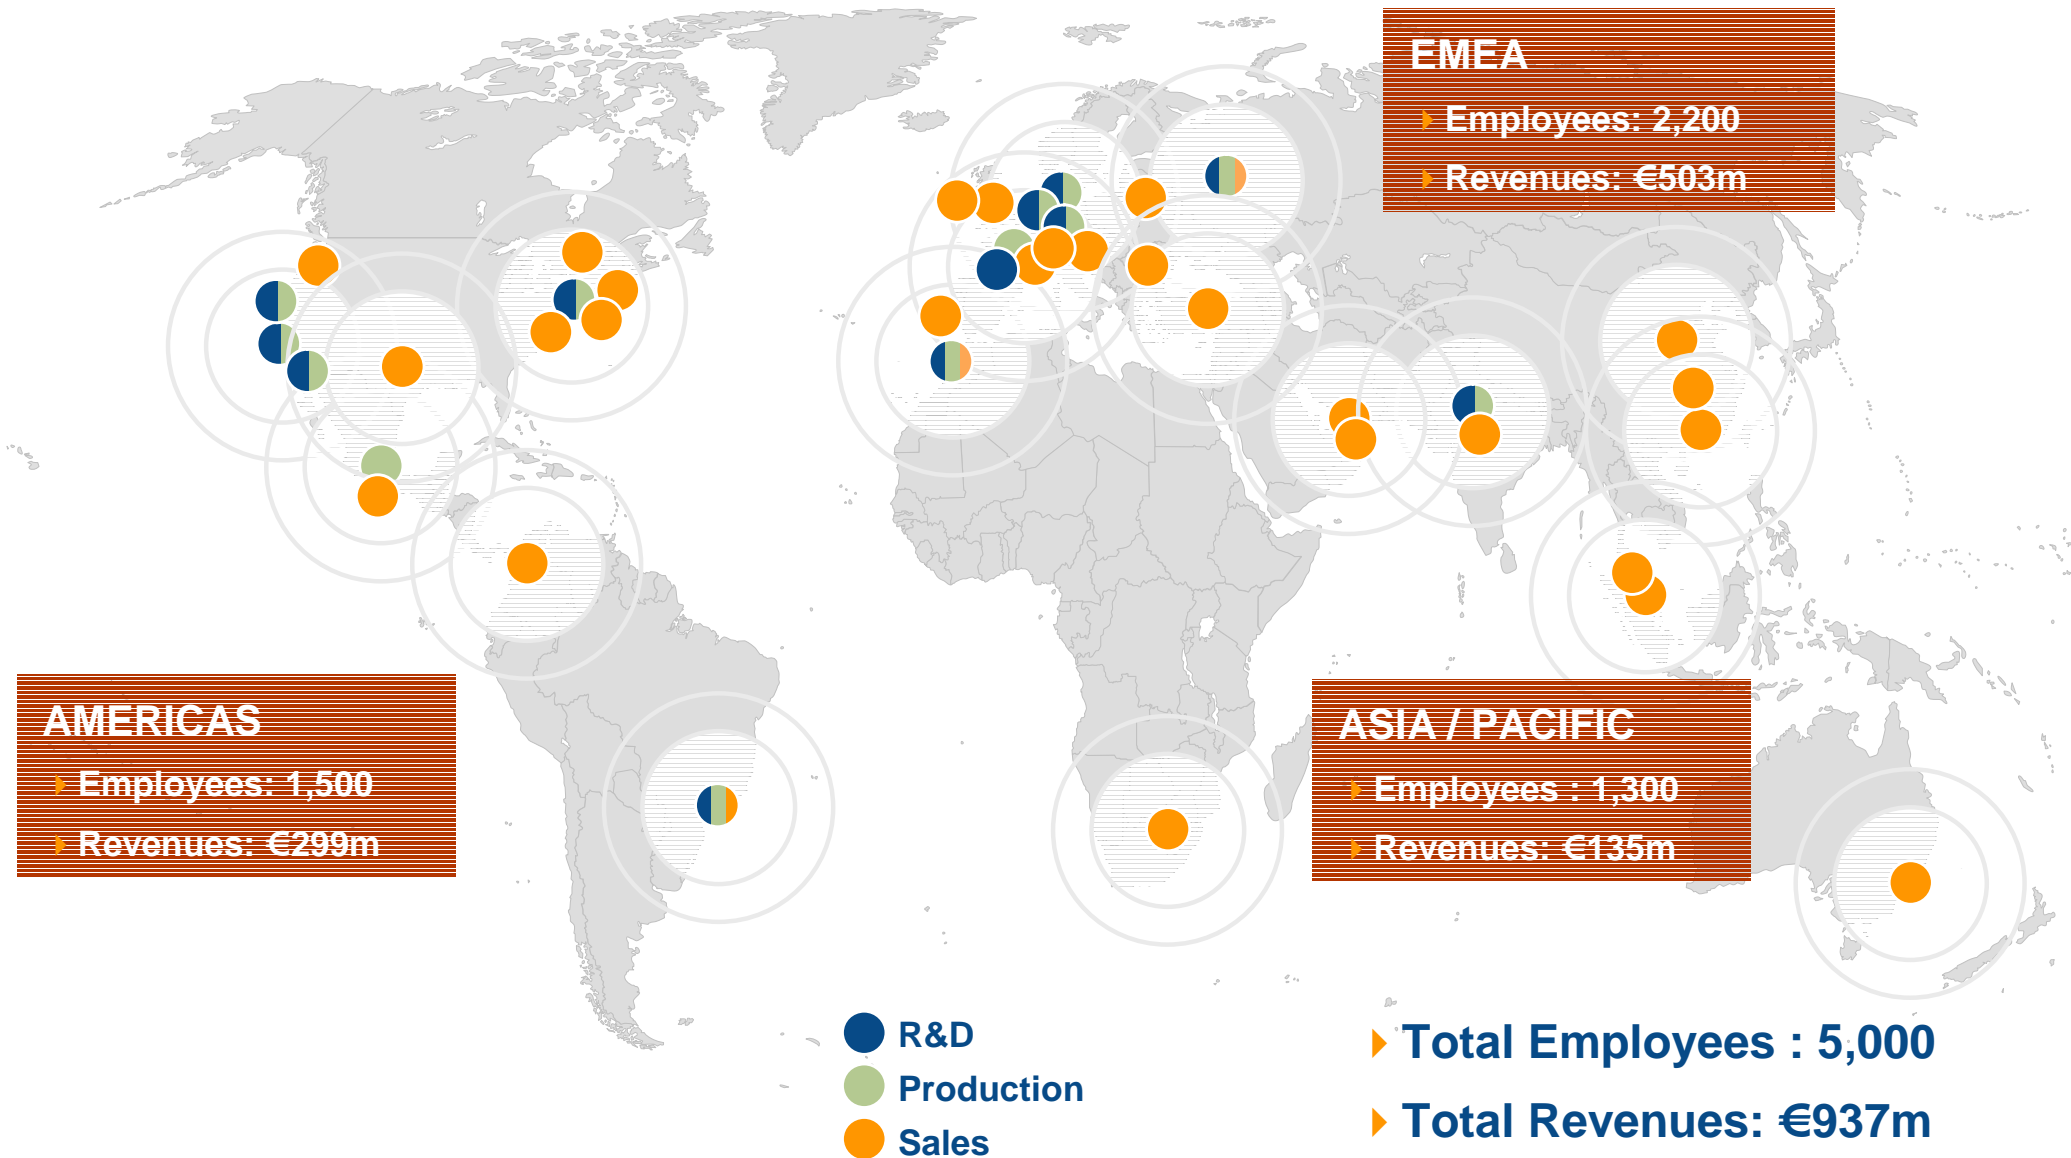 EMEA
Employees: 2,200
Revenues: €503m
AMERICAS
Employees: 1,500
Revenues: €299m
ASIA / PACIFIC
Employees : 1,300
Revenues: €135m
R&D
Production
Sales
Total Employees : 5,000
Total Revenues: €937m